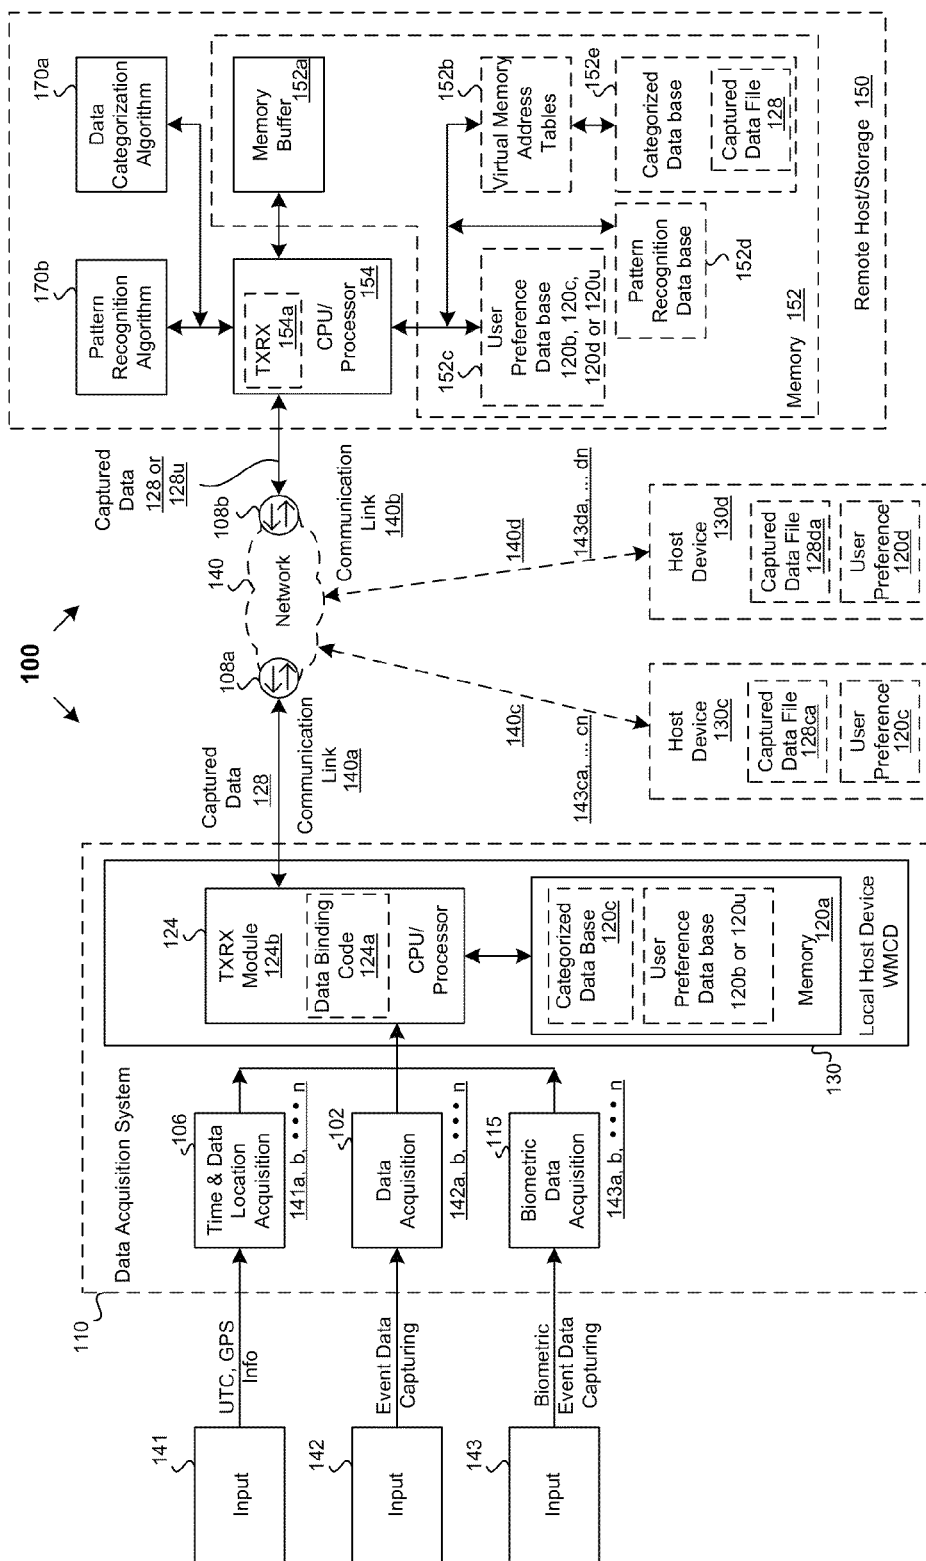 100
110
Data Acquisition System
141
Input
UTC, GPS
Info
106
Time & Data
Location
Acquisition
141a, b, • • • • n
142
Input
Event Data
Capturing
102
Data
Acquisition
142a, b, • • • • n
143
Input
Biometric
Event Data
Capturing
115
Biometric
Data
Acquisition
143a, b, • • • • n
124
TXRX
Module
124b
Data Binding
Code 124a
CPU/
Processor
Categorized
Data Base
120c
User
Preference
Data base
120b or 120u
Memory 120a
Local Host Device
WMCD
130
Captured
Data
128
Communication
Link
140a
108a
140
Network
108b
Captured
Data
128 or
128u
Communication
Link
140b
140c
143ca, ... cn
140d
143da, ... dn
Host
Device
130c
Captured
Data File
128ca
User
Preference
120c
Host
Device
130d
Captured
Data File
128da
User
Preference
120d
170b
Pattern
Recognition
Algorithm
170a
Data
Categorization
Algorithm
TXRX
154a
CPU/
Processor
154
Memory
Buffer
152a
152c
User
Preference
Data base
120b, 120c,
120d or 120u
152b
Virtual Memory
Address
Tables
Pattern
Recognition
Data base
152d
152e
Categorized
Data base
Captured
Data File
128
Memory 152
Remote Host/Storage 150